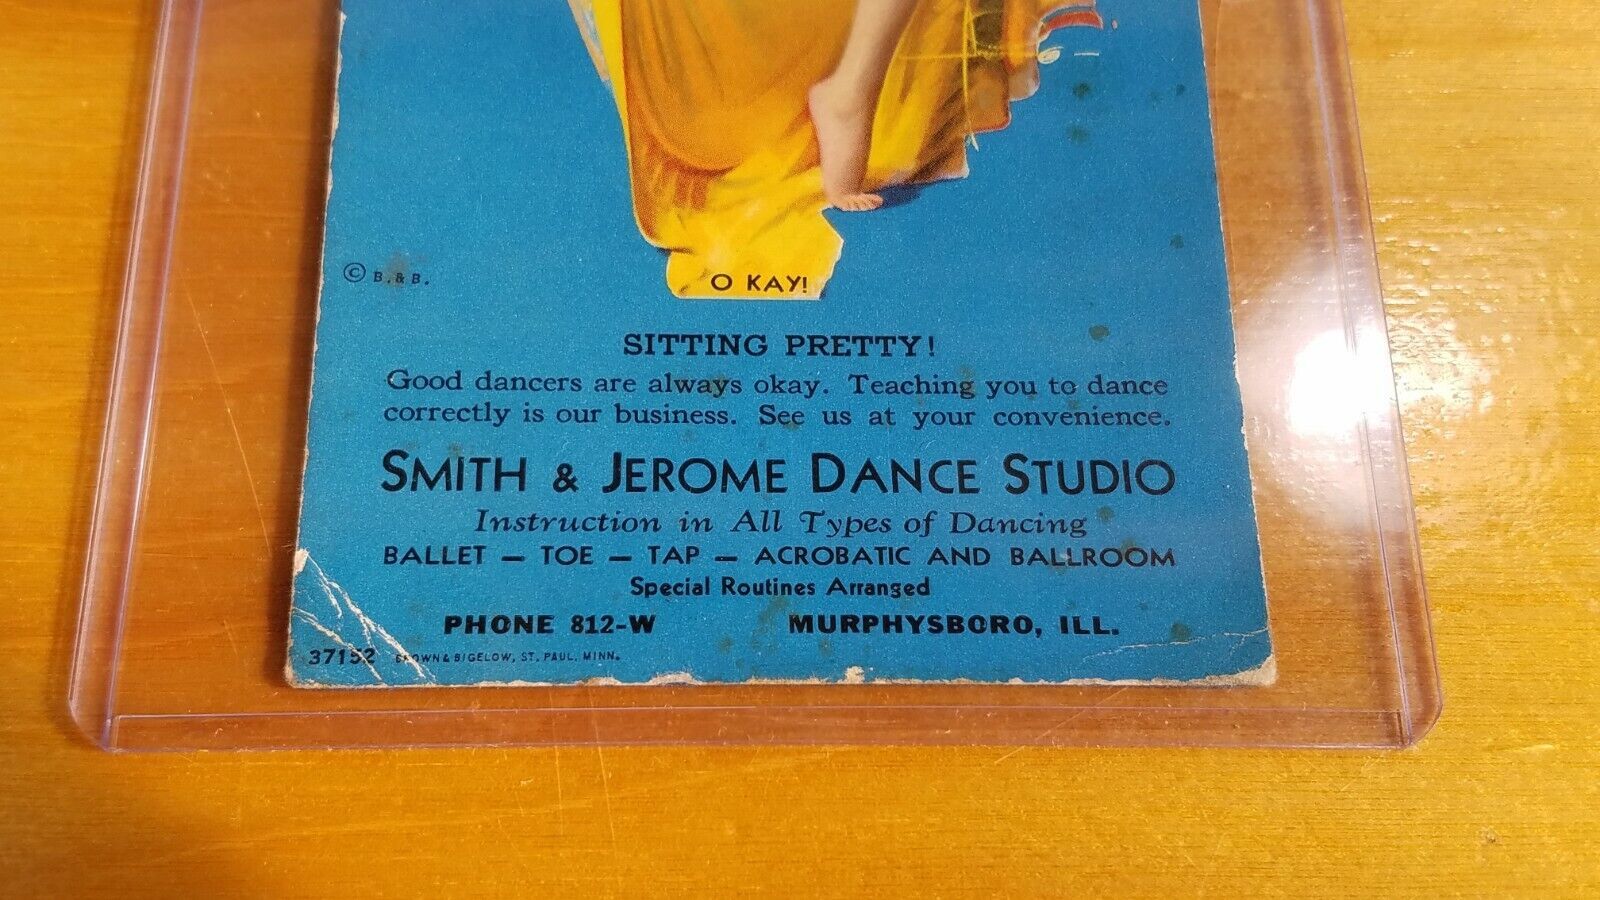 © B. & B.
O KAY!
SITTING PRETTY!
Good dancers are always okay. Teaching you to dance
correctly is our business. See us at your convenience.
SMITH & JEROME DANCE STUDIO
Instruction in All Types of Dancing
BALLET — TOE — TAP — ACROBATIC AND BALLROOM
Special Routines Arranged
PHONE 812-W MURPHYSBORO, ILL.
37152 BROWN & BIGELOW, ST. PAUL, MINN.